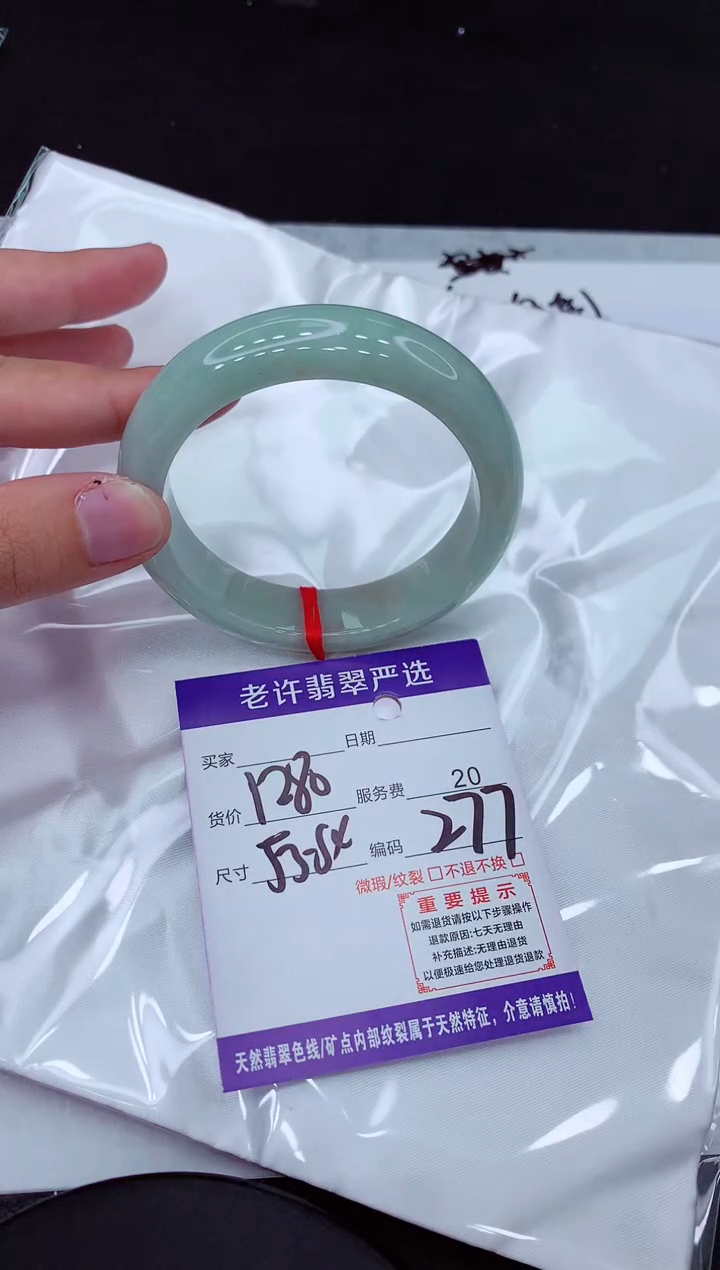 老许翡翠严选
买家 日期
货价 1280 服务费 20
尺寸 编码 277
微瑕/纹裂 □不退不换 □
重要提示
如需退货请按以下步骤操作
退款原因:七天无理由
补充描述:无理由退货
以便极速给您处理退货退款
天然翡翠色线/矿点内部纹裂属于天然特征，介意请慎拍！